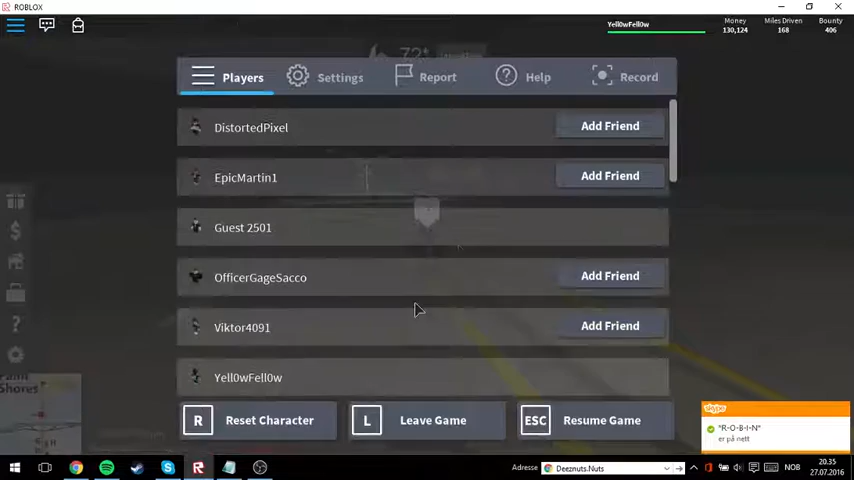 ROBLOX
Yell0wFell0w
Money
130,124
Miles Driven
168
Bounty
406
72°
Players
Settings
Report
Help
Record
DistortedPixel
Add Friend
EpicMartin1
Add Friend
Guest 2501
OfficerGageSacco
Add Friend
Viktor4091
Add Friend
Yell0wFell0w
Shores
R Reset Character
L Leave Game
ESC Resume Game
skype
*R-O-B-I-N*
er på nett
Adresse
Deeznuts.Nuts
NOB
20.35
27.07.2016